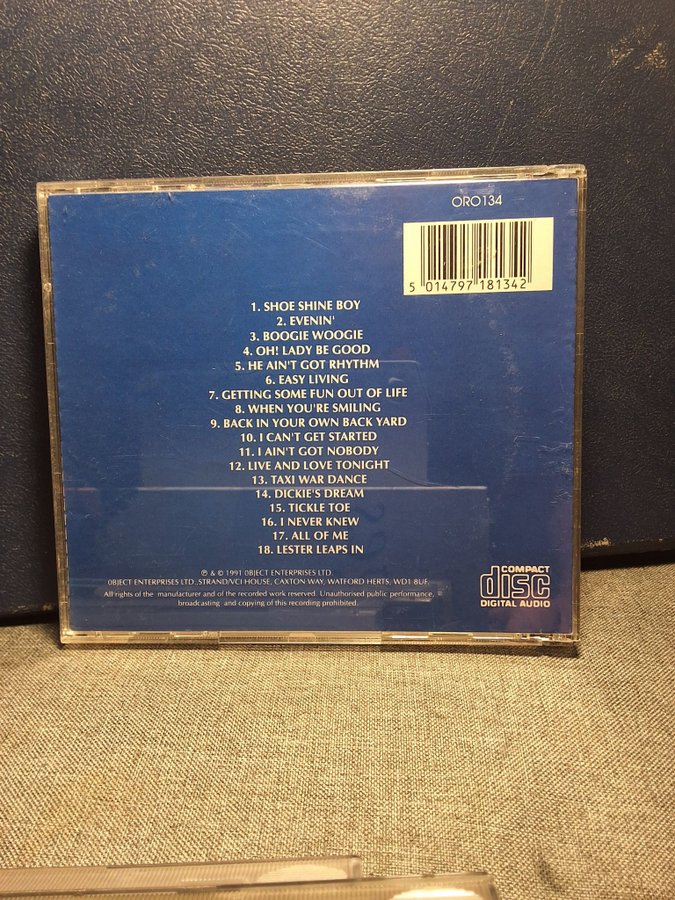 ORO134
5 014797 181342
1. SHOE SHINE BOY
2. EVENIN'
3. BOOGIE WOOGIE
4. OH! LADY BE GOOD
5. HE AIN'T GOT RHYTHM
6. EASY LIVING
7. GETTING SOME FUN OUT OF LIFE
8. WHEN YOU'RE SMILING
9. BACK IN YOUR OWN BACK YARD
10. I CAN'T GET STARTED
11. I AIN'T GOT NOBODY
12. LIVE AND LOVE TONIGHT
13. TAXI WAR DANCE
14. DICKIE'S DREAM
15. TICKLE TOE
16. I NEVER KNEW
17. ALL OF ME
18. LESTER LEAPS IN
℗ & © 1991 0BJECT ENTERPRISES LTD.
0BJECT ENTERPRISES LTD.,STRAND/VCI HOUSE, CAXTON WAY, WATFORD HERTS, WD1 8UF,
All rights of the manufacturer and of the recorded work reserved. Unauthorised public performance,
broadcasting and copying of this recording prohibited.
COMPACT
disc
DIGITAL AUDIO